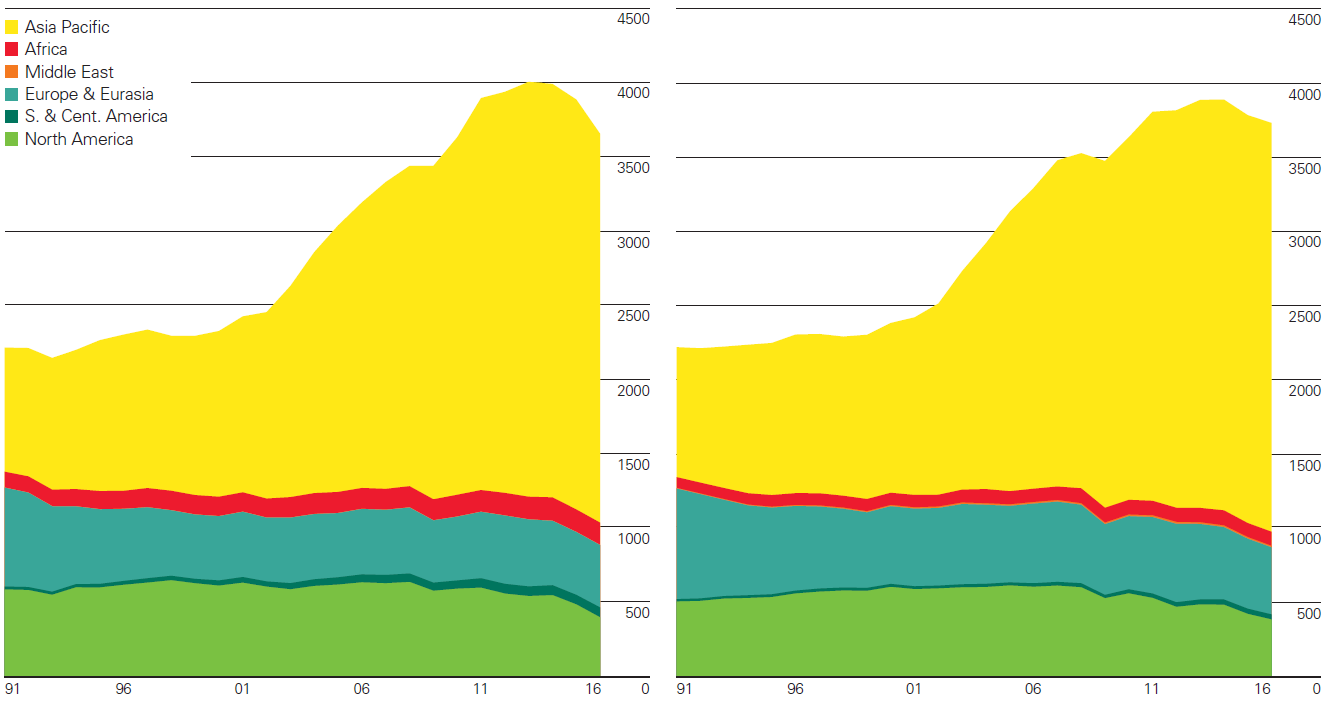 4500
Asia Pacific
Africa
Middle East
Europe & Eurasia
S. & Cent. America
North America
4000
3500
3000
2500
2000
1500
1000
500
91 96 01 06 11 16 0
4500
4000
3500
3000
2500
2000
1500
1000
500
91 96 01 06 11 16 0